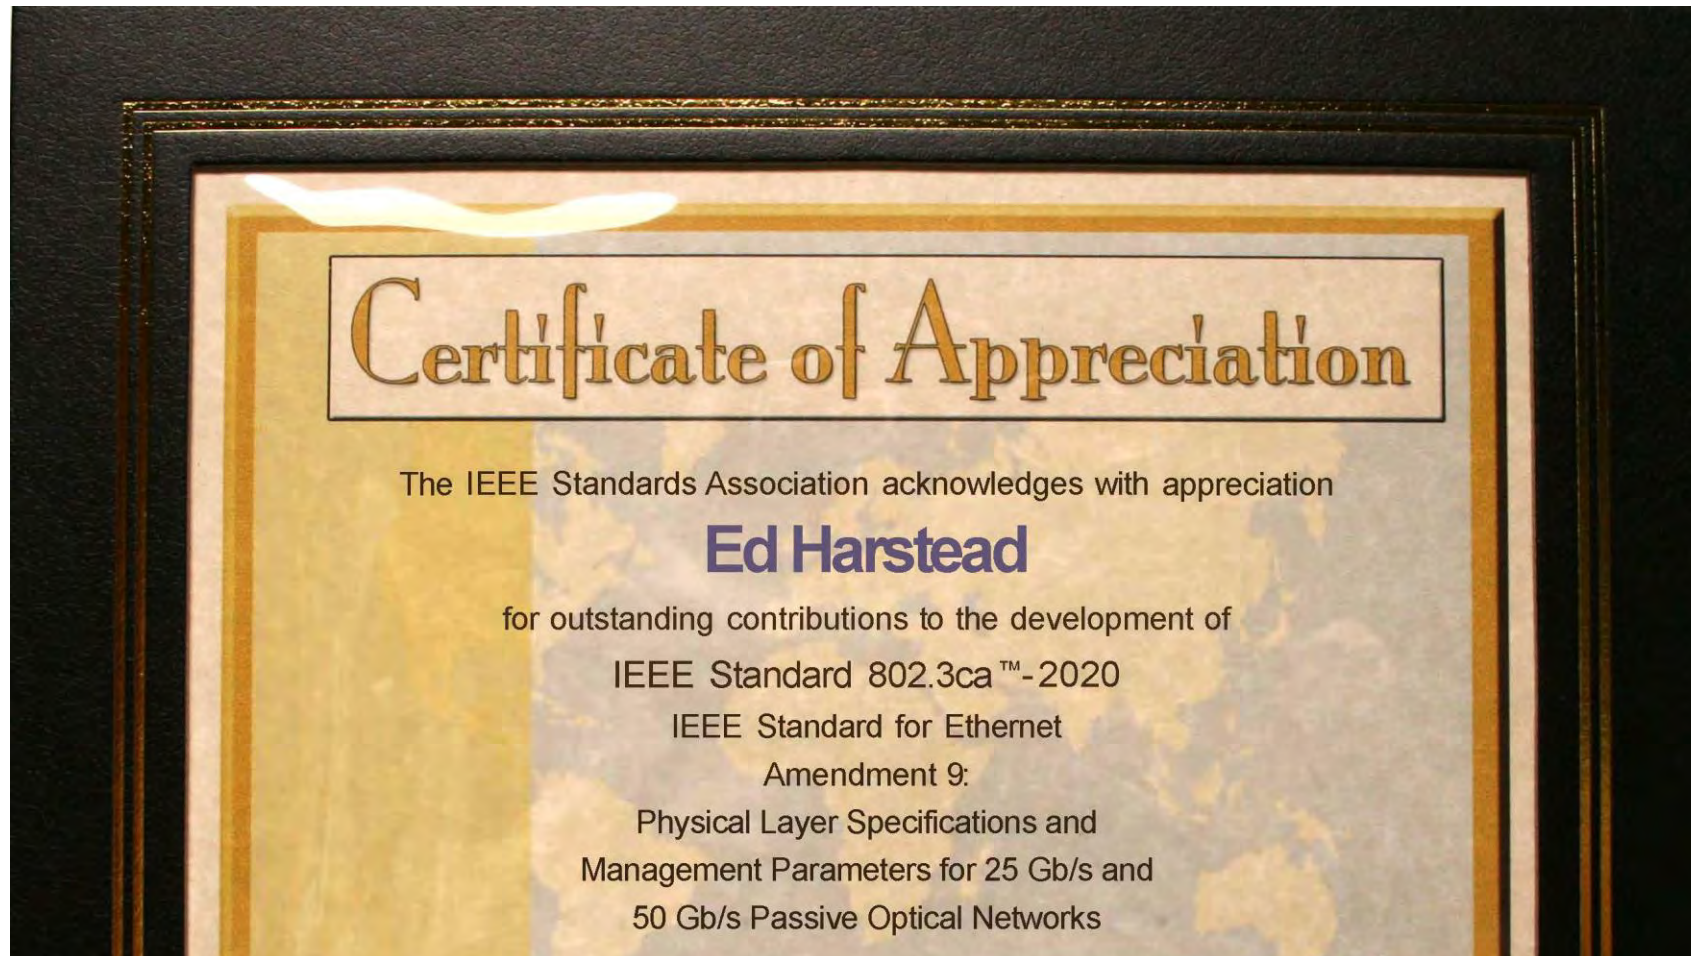 Certificate of Appreciation
The IEEE Standards Association acknowledges with appreciation
Ed Harstead
for outstanding contributions to the development of
IEEE Standard 802.3ca™-2020
IEEE Standard for Ethernet
Amendment 9:
Physical Layer Specifications and
Management Parameters for 25 Gb/s and
50 Gb/s Passive Optical Networks